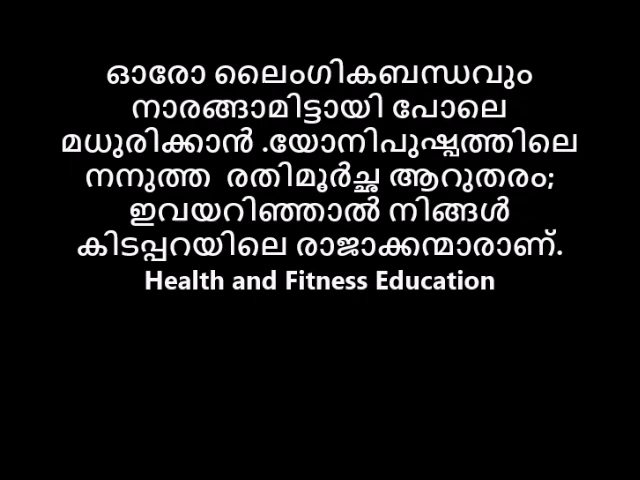 ഓരോ ലൈംഗികബന്ധവും
നാരങ്ങാമിട്ടായി പോലെ
മധുരിക്കാൻ .യോനിപുഷ്പത്തിലെ
നനുത്ത രതിമൂർച്ഛ ആറുതരം;
ഇവയറിഞ്ഞാൽ നിങ്ങൾ
കിടപ്പറയിലെ രാജാക്കന്മാരാണ്.
Health and Fitness Education